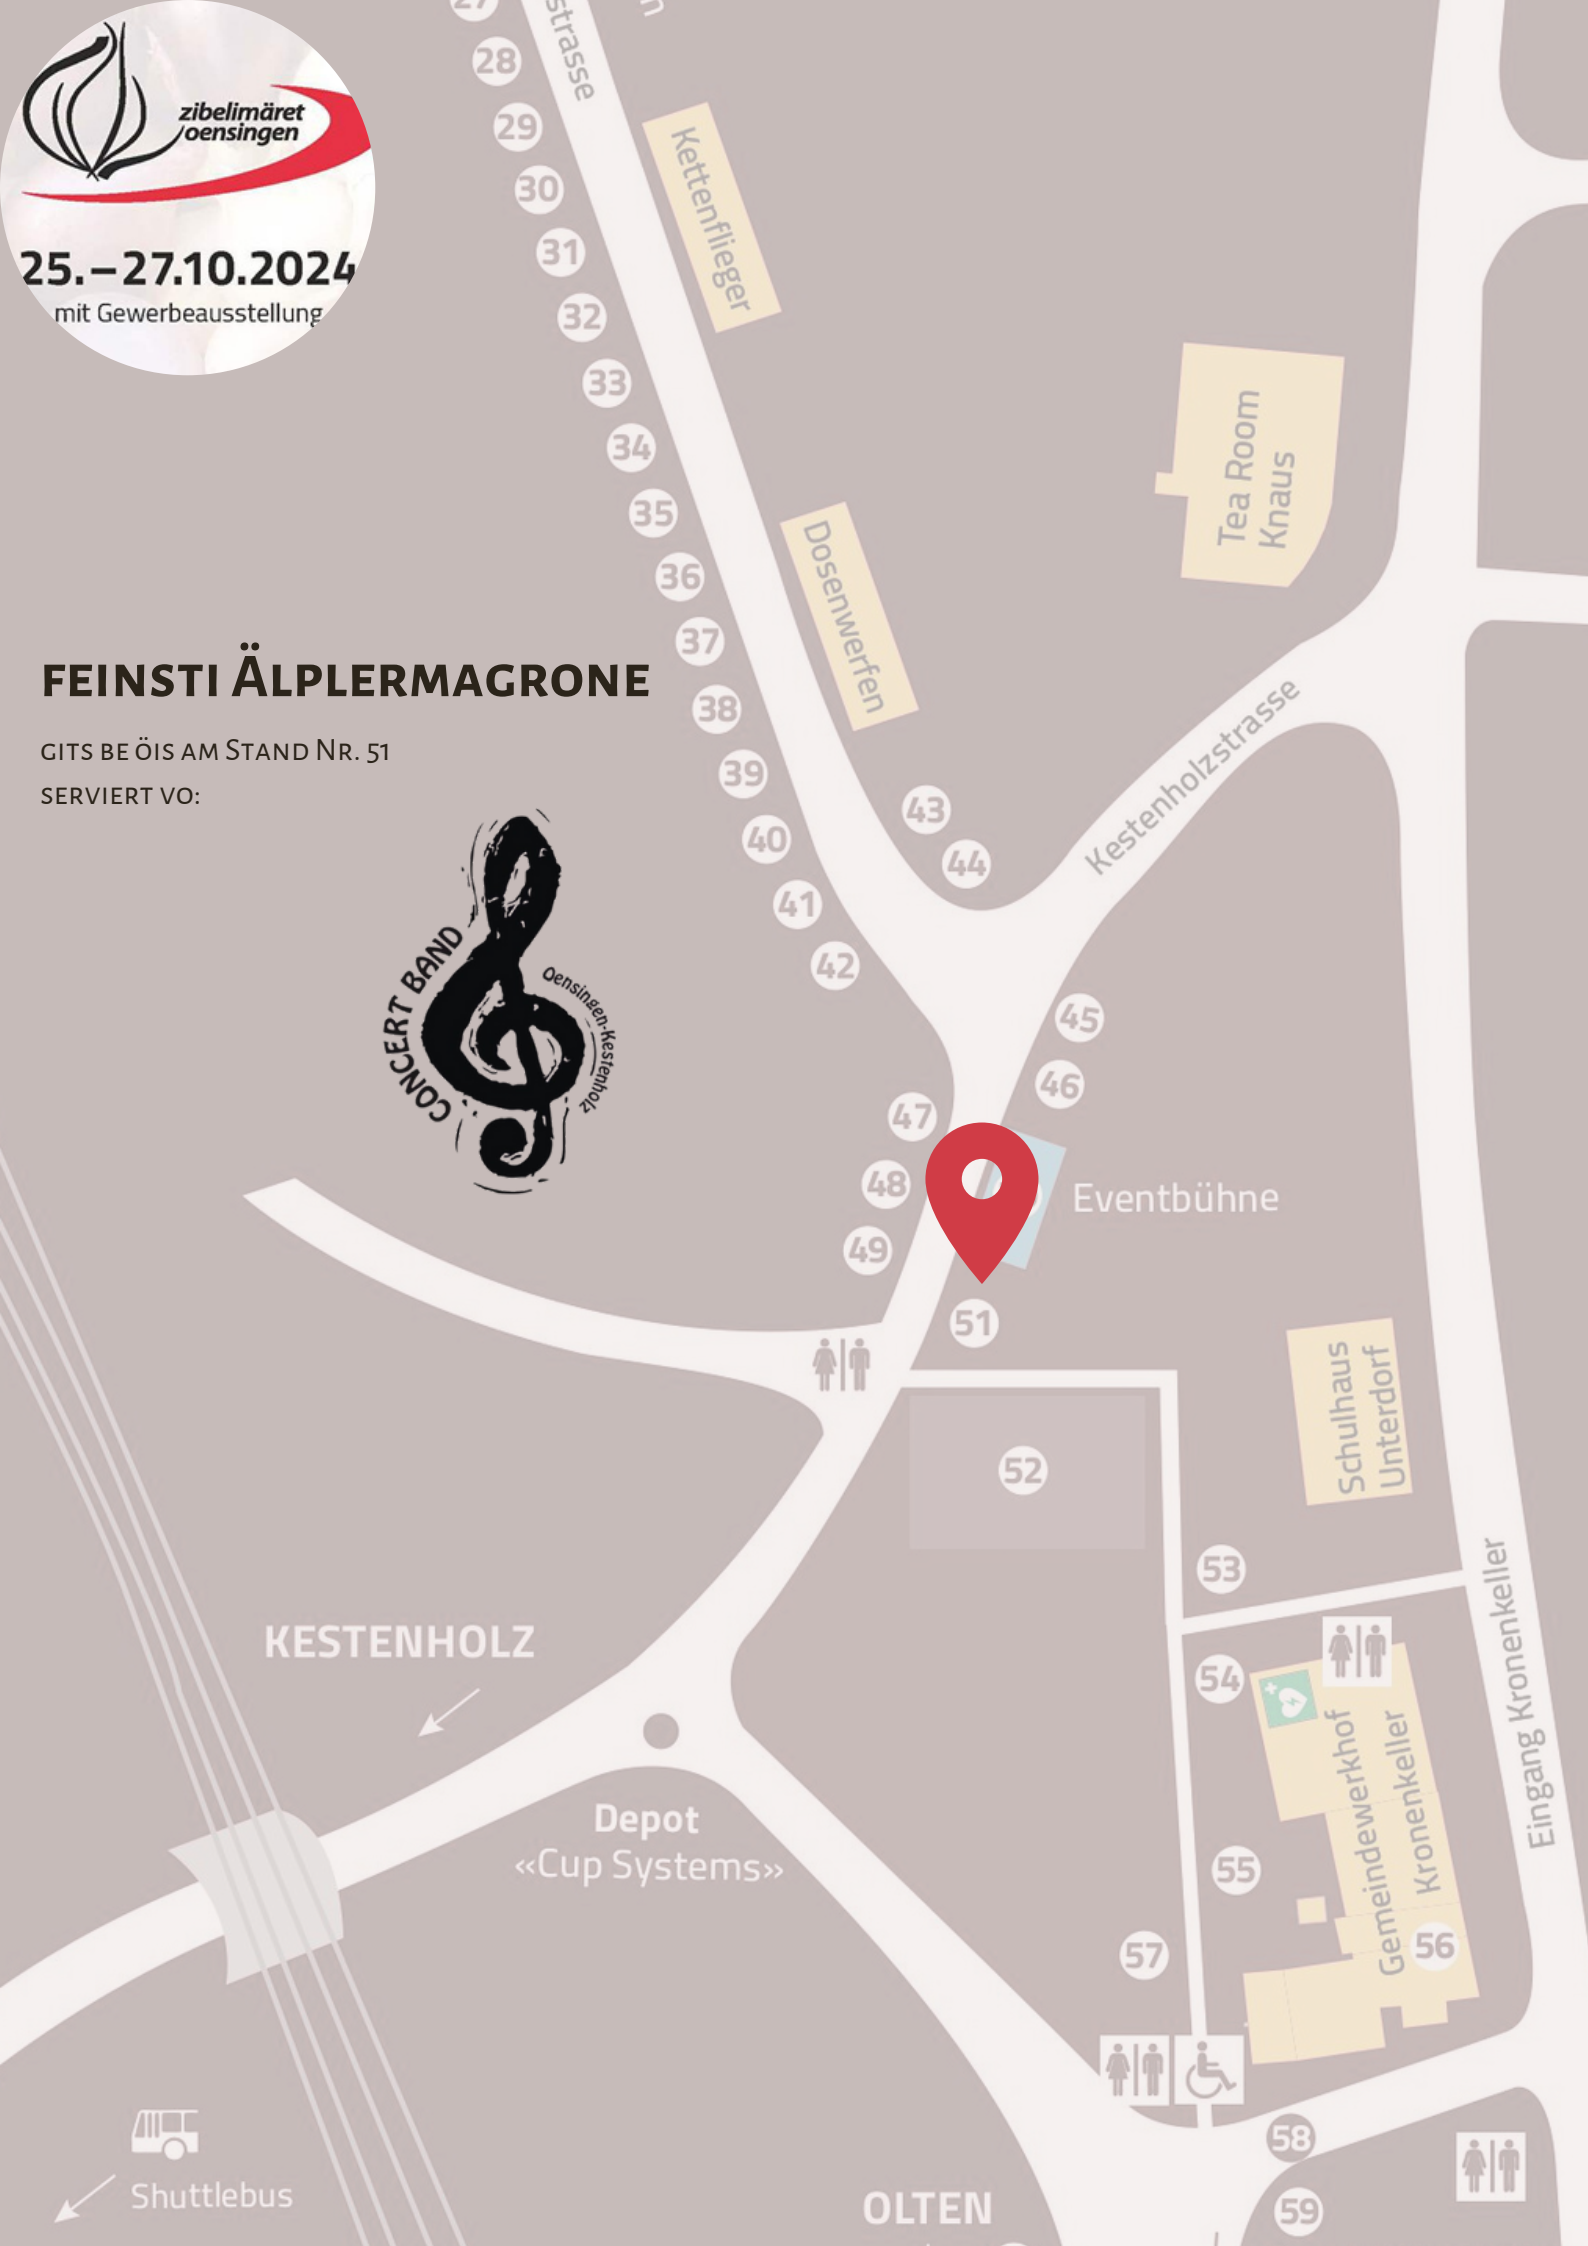 zibelimäret
oensingen
25.–27.10.2024
mit Gewerbeausstellung
27
28
29
30
31
32
33
34
35
36
37
38
39
40
41
42
strasse
Kettenflieger
Dosenwerfen
Tea Room
Knaus
FEINSTI ÄLPLERMAGRONE
GITS BE ÖIS AM STAND NR. 51
SERVIERT VO:
CONCERT BAND
Oensingen-Kestenholz
43
44
Kestenholzstrasse
45
46
47
48
49
Eventbühne
51
52
Schulhaus
Unterdorf
53
54
Eingang Kronenkeller
Gemeindewerkhof
Kronenkeller
55
56
57
KESTENHOLZ
Depot
«Cup Systems»
Shuttlebus
OLTEN
58
59